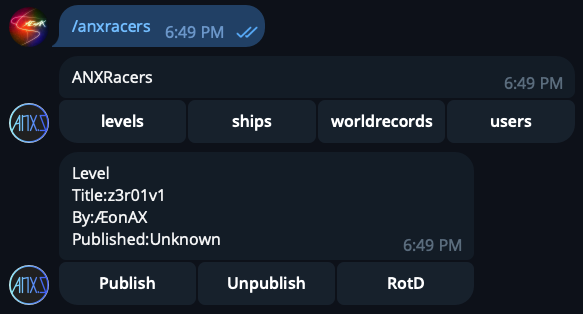 /anxracers 6:49 PM
ANXRacers
6:49 PM
levels ships worldrecords users
Level
Title:z3r01v1
By:ÆonAX
Published:Unknown
6:49 PM
Publish Unpublish RotD